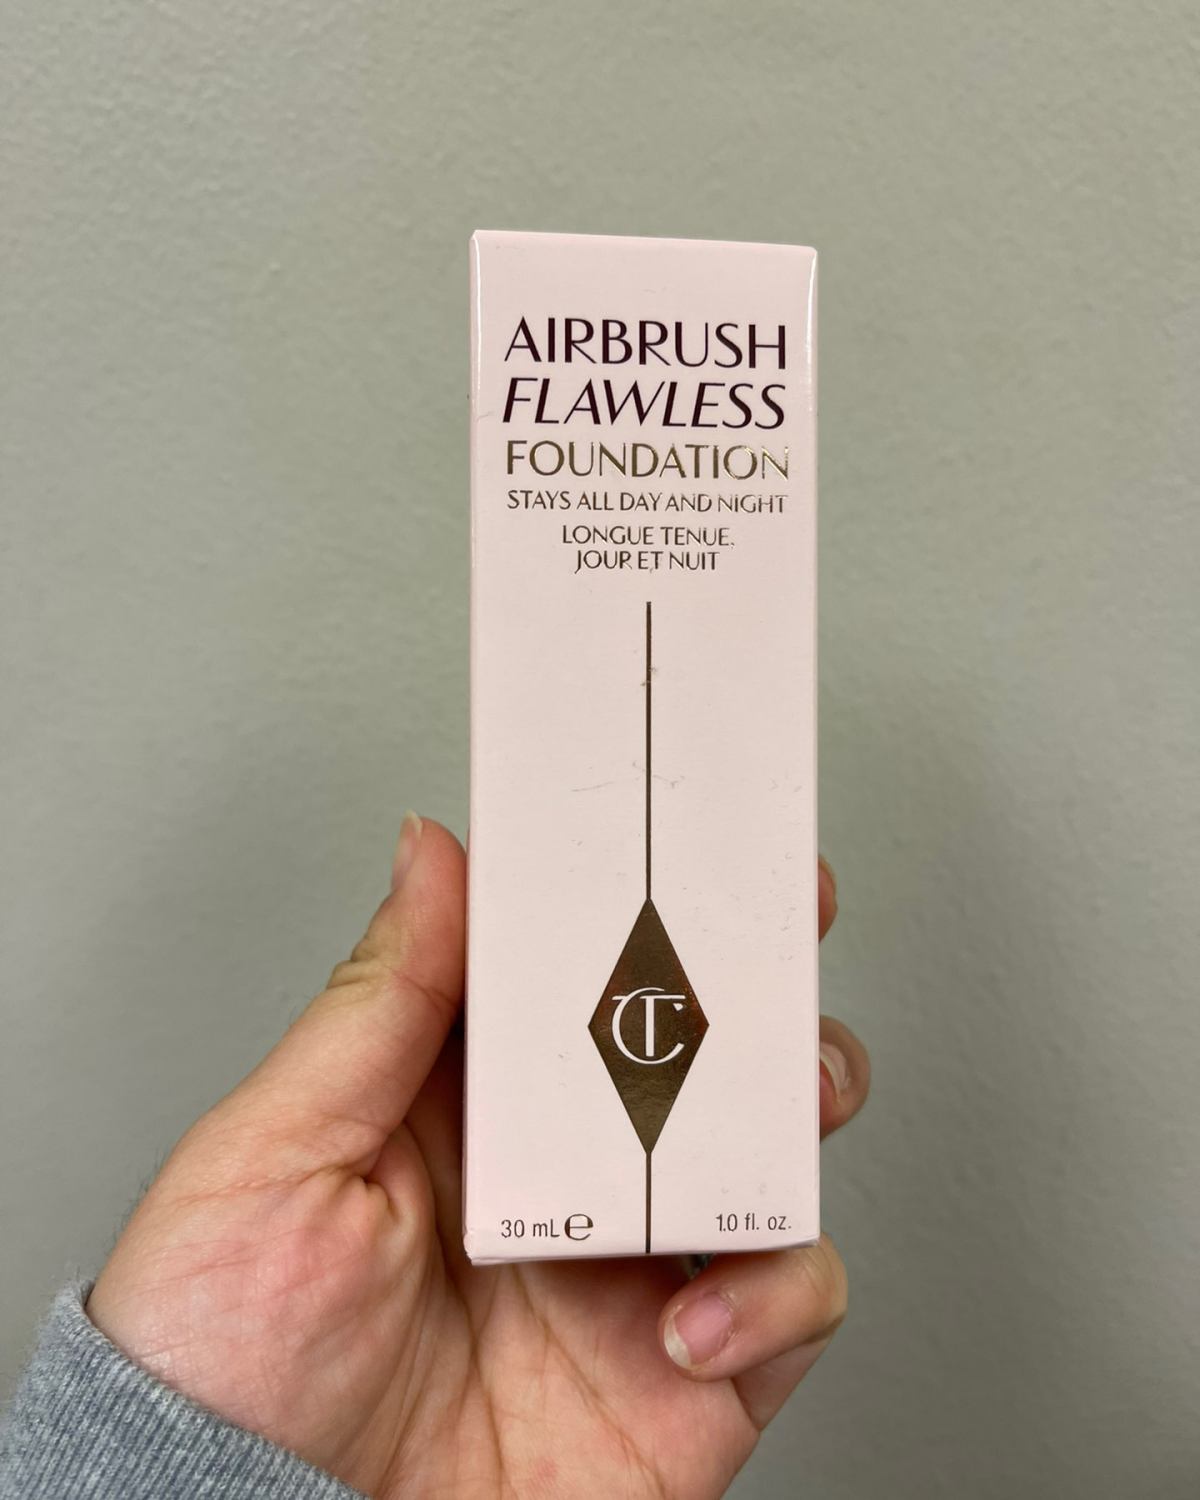 AIRBRUSH
FLAWLESS
FOUNDATION
STAYS ALL DAY AND NIGHT
LONGUE TENUE,
JOUR ET NUIT
CT
30 mL e
1.0 fl. oz.